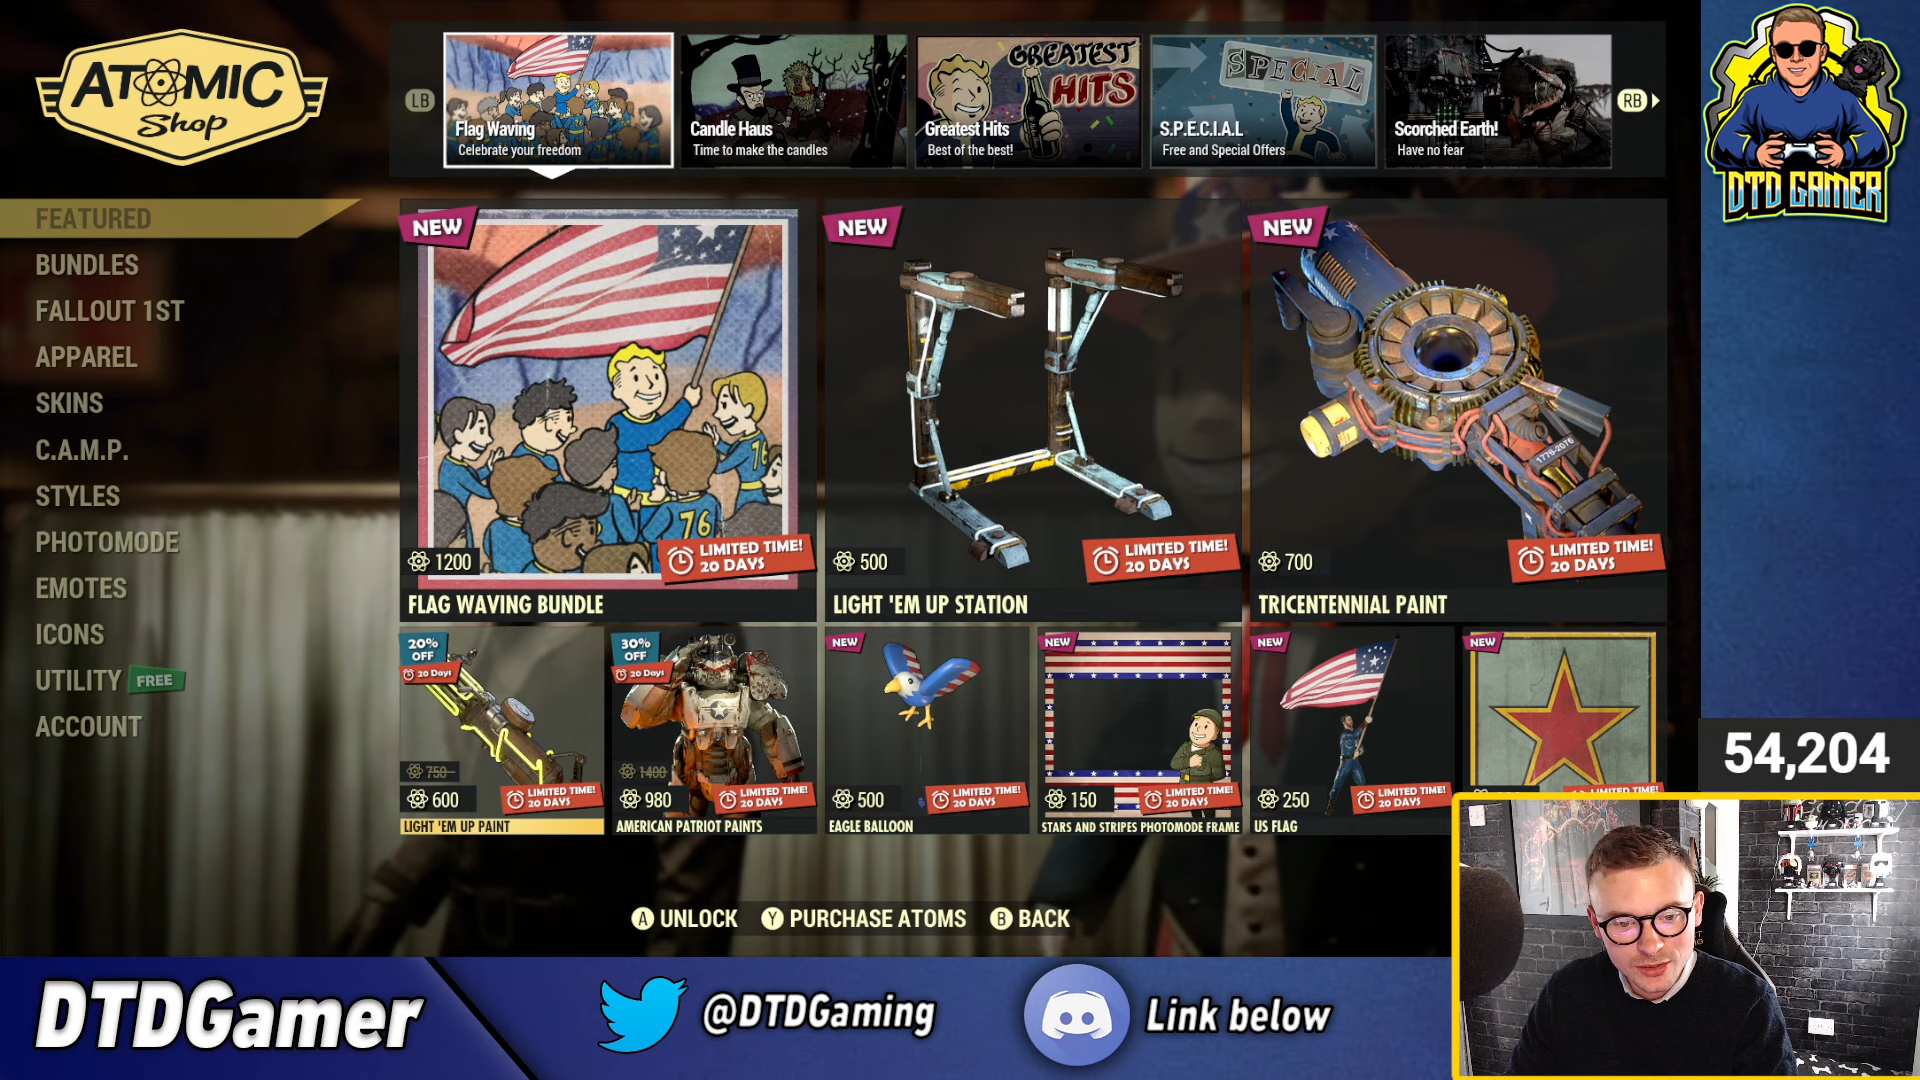 ATOMIC
Shop
LB
Flag Waving
Celebrate your freedom
Candle Haus
Time to make the candles
GREATEST
HITS
Greatest Hits
Best of the best!
SPECIAL
S.P.E.C.I.A.L
Free and Special Offers
Scorched Earth!
Have no fear
RB
DTD GAMER
FEATURED
BUNDLES
FALLOUT 1ST
APPAREL
SKINS
C.A.M.P.
STYLES
PHOTOMODE
EMOTES
ICONS
UTILITY FREE
ACCOUNT
NEW
76
76
1200
LIMITED TIME!
20 DAYS
FLAG WAVING BUNDLE
NEW
500
LIMITED TIME!
20 DAYS
LIGHT 'EM UP STATION
NEW
1776-2076
700
LIMITED TIME!
20 DAYS
TRICENTENNIAL PAINT
20%
OFF
20 Days
750
600
LIMITED TIME!
20 DAYS
LIGHT 'EM UP PAINT
30%
OFF
20 Days
1400
980
LIMITED TIME!
20 DAYS
AMERICAN PATRIOT PAINTS
NEW
500
LIMITED TIME!
20 DAYS
EAGLE BALLOON
NEW
150
LIMITED TIME!
20 DAYS
STARS AND STRIPES PHOTOMODE FRAME
NEW
250
LIMITED TIME!
20 DAYS
US FLAG
NEW
LIMITED TIME!
54,204
A UNLOCK
Y PURCHASE ATOMS
B BACK
DTDGamer
@DTDGaming
Link below